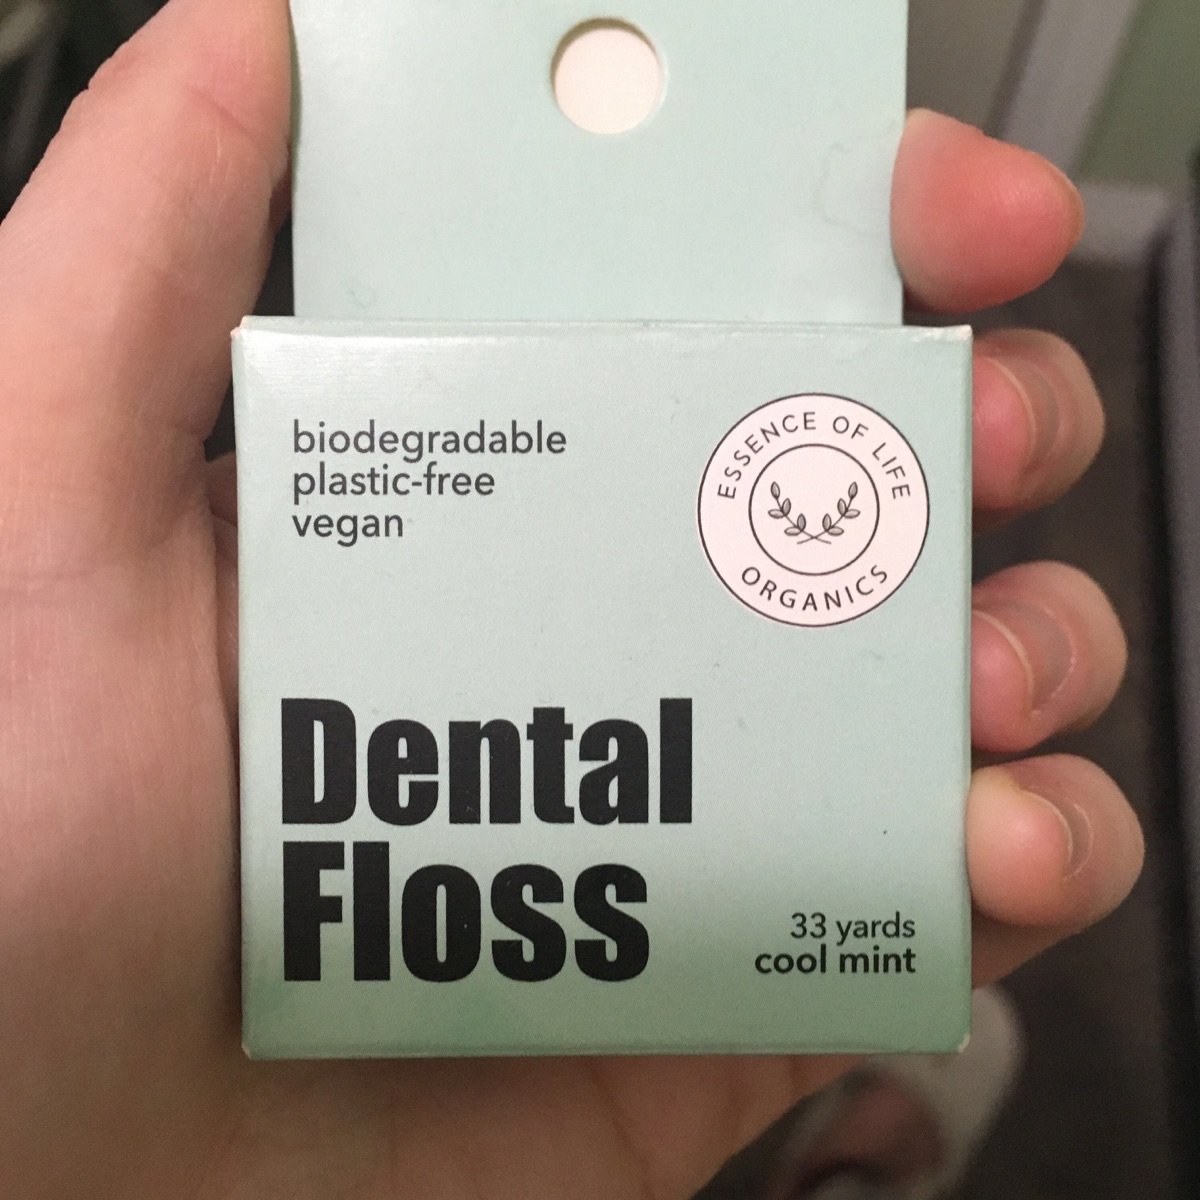 biodegradable
plastic-free
vegan
ESSENCE OF LIFE
ORGANICS
Dental
Floss
33 yards
cool mint